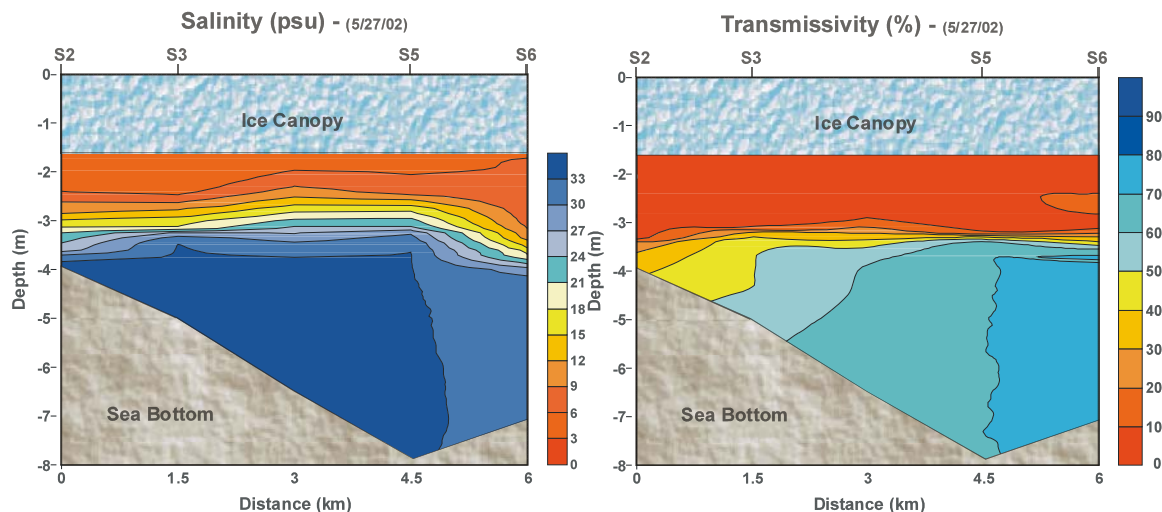 Salinity (psu) - (5/27/02)
S2 S3 S5 S6
0
-1
-2
-3
-4
-5
-6
-7
-8
Depth (m)
Ice Canopy
Sea Bottom
0 1.5 3 4.5 6
Distance (km)
33
30
27
24
21
18
15
12
9
6
3
0
Transmissivity (%) - (5/27/02)
S2 S3 S5 S6
0
-1
-2
-3
-4
-5
-6
-7
-8
Depth (m)
Ice Canopy
Sea Bottom
0 1.5 3 4.5 6
Distance (km)
90
80
70
60
50
40
30
20
10
0